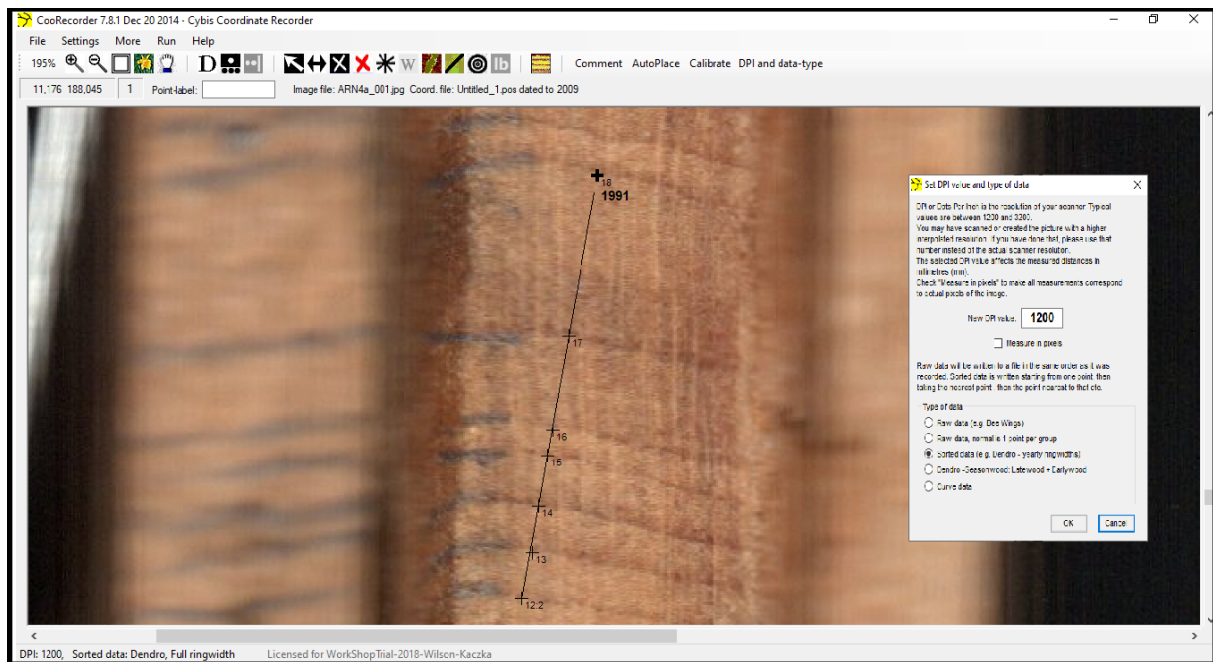 CooRecorder 7.8.1 Dec 20 2014 - Cybis Coordinate Recorder
File Settings More Run Help
195% D W lb Comment AutoPlace Calibrate DPI and data-type
11,176 188,045 1 Point-label: Image file: ARN4a_001.jpg Coord. file: Untitled_1.pos dated to 2009
18
1991
17
16
15
14
13
12:2
Set DPI value and type of data
DPI or Dots Per Inch is the resolution of your scanner. Typical
values are between 1200 and 3200.
You may have scanned or created the picture with a higher
interpolated resolution. If you have done that, please use that
number instead of the actual scanner resolution.
The selected DPI value affects the measured distances in
millimetres (mm).
Check "Measure in pixels" to make all measurements correspond
to actual pixels of the image.
New DPI value: 1200
Measure in pixels
Raw data will be written to a file in the same order as it was
recorded. Sorted data is written starting from one point, then
taking the nearest point, then the point nearest to that etc.
Type of data
Raw data (e.g. Bee Wings)
Raw data, normal is 1 point per group
Sorted data (e.g. Dendro - yearly ringwidths)
Dendro -Seasonwood: Latewood + Earlywood
Curve data
OK Cancel
DPI: 1200, Sorted data: Dendro, Full ringwidth Licensed for WorkShopTrial-2018-Wilson-Kaczka